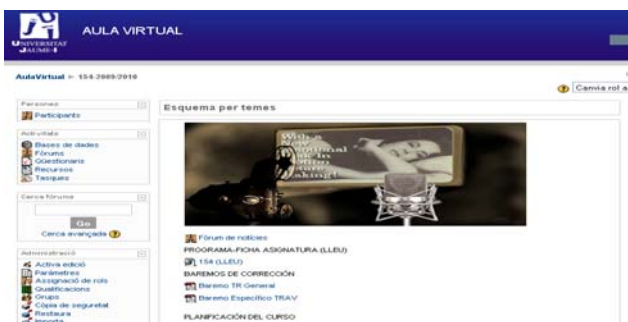 UNIVERSITAT
JAUME·I
AULA VIRTUAL
AulaVirtual ► 154-2009/2010
Canvia rol a
Persones
Participants
Activitats
Bases de dades
Fòrums
Qüestionaris
Recursos
Tasques
Cerca fòrums
Go
Cerca avançada
Administració
Activa edició
Paràmetres
Assignació de rols
Qualificacions
Grups
Còpia de seguretat
Restaura
Importa
Esquema per temes
With a
New
Fòrum de notícies
PROGRAMA-FICHA ASIGNATURA (LLEU)
154 (LLEU)
BAREMOS DE CORRECCIÓN
Baremo TR General
Baremo Específico TRAV
PLANIFICACIÓN DEL CURSO